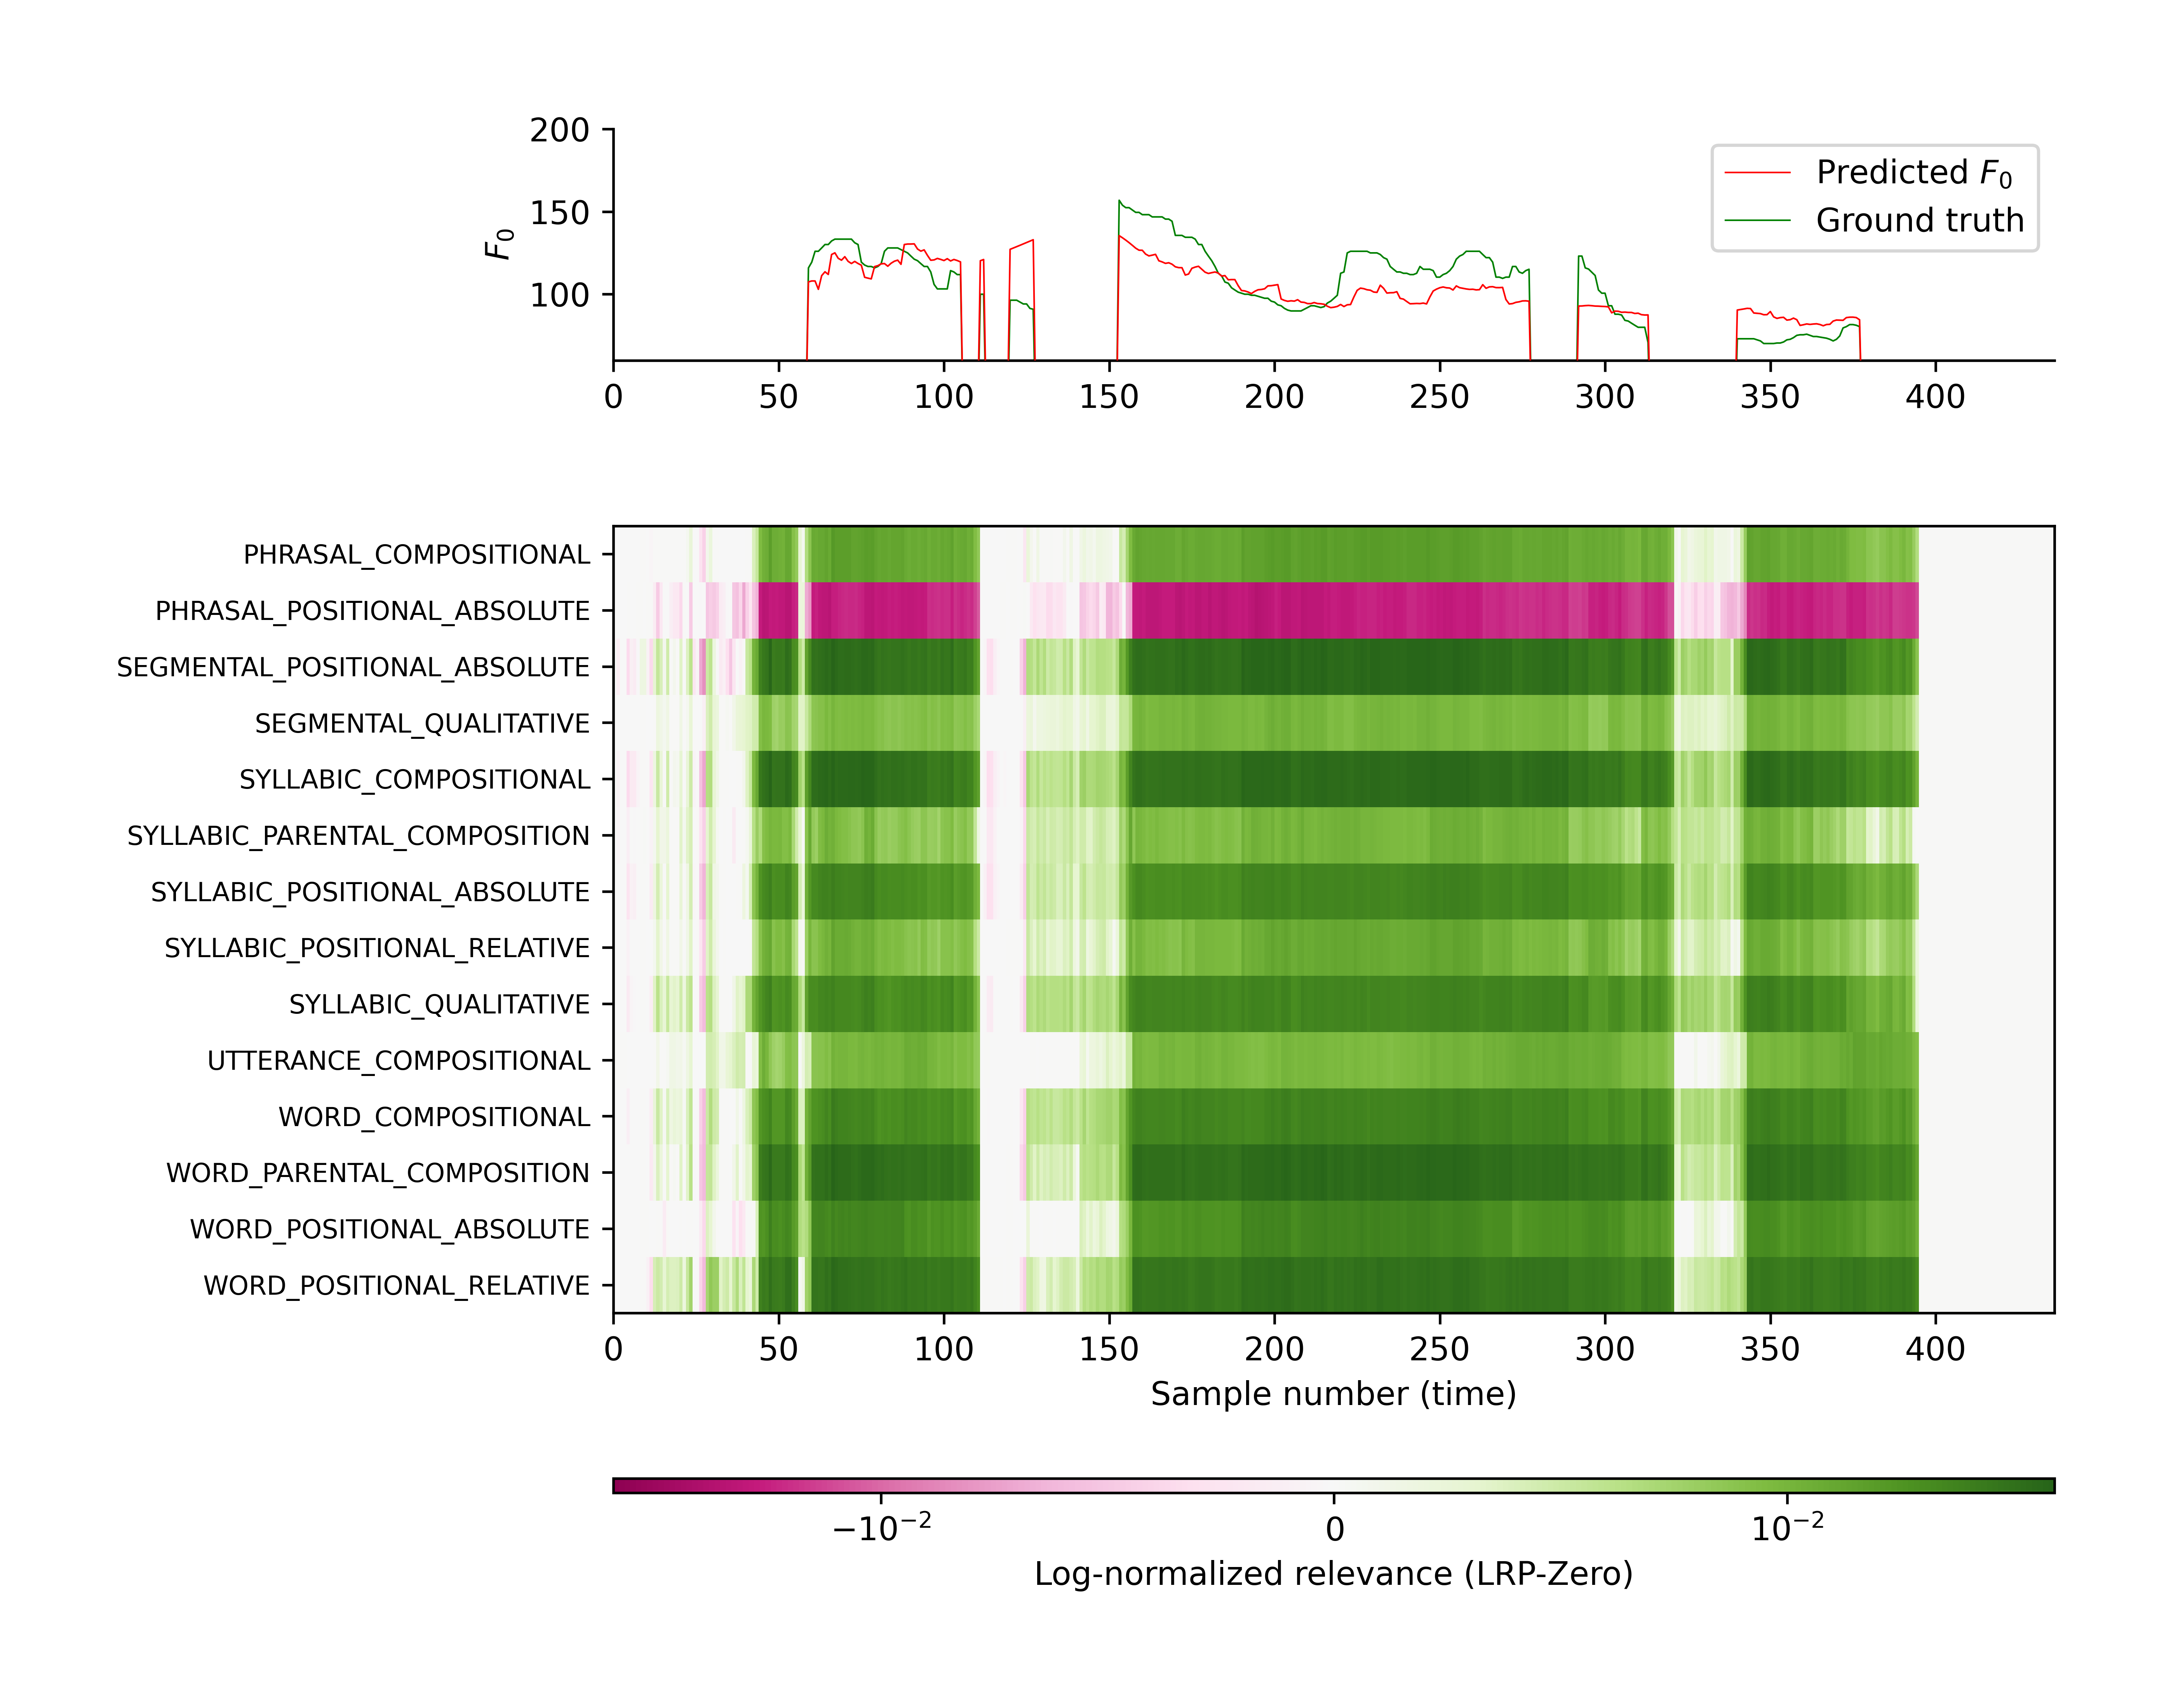 200
150
100
F0
Predicted F0
Ground truth
0 50 100 150 200 250 300 350 400
PHRASAL_COMPOSITIONAL
PHRASAL_POSITIONAL_ABSOLUTE
SEGMENTAL_POSITIONAL_ABSOLUTE
SEGMENTAL_QUALITATIVE
SYLLABIC_COMPOSITIONAL
SYLLABIC_PARENTAL_COMPOSITION
SYLLABIC_POSITIONAL_ABSOLUTE
SYLLABIC_POSITIONAL_RELATIVE
SYLLABIC_QUALITATIVE
UTTERANCE_COMPOSITIONAL
WORD_COMPOSITIONAL
WORD_PARENTAL_COMPOSITION
WORD_POSITIONAL_ABSOLUTE
WORD_POSITIONAL_RELATIVE
0 50 100 150 200 250 300 350 400
Sample number (time)
−10⁻² 0 10⁻²
Log-normalized relevance (LRP-Zero)